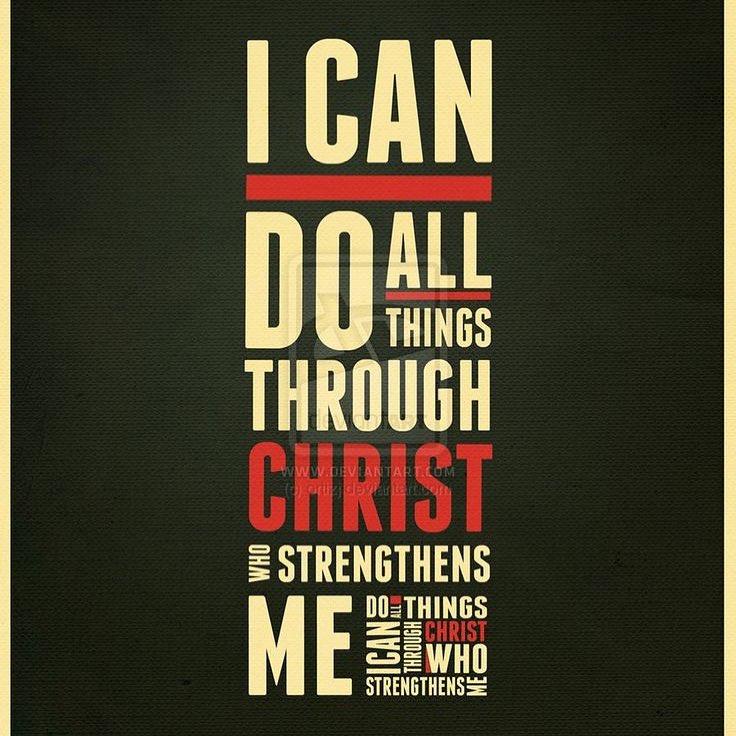 I CAN
DO ALL
THINGS
THROUGH
CHRIST
WHO STRENGTHENS
ME
I CAN
DO ALL THINGS
THROUGH CHRIST
WHO
STRENGTHENS ME
deviantART
WWW.DEVIANTART.COM